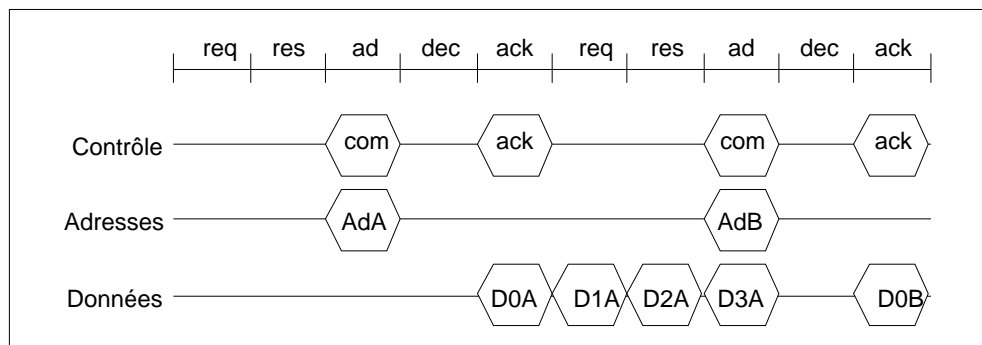 req res ad dec ack req res ad dec ack
Contrôle com ack com ack
Adresses AdA AdB
Données D0A D1A D2A D3A D0B